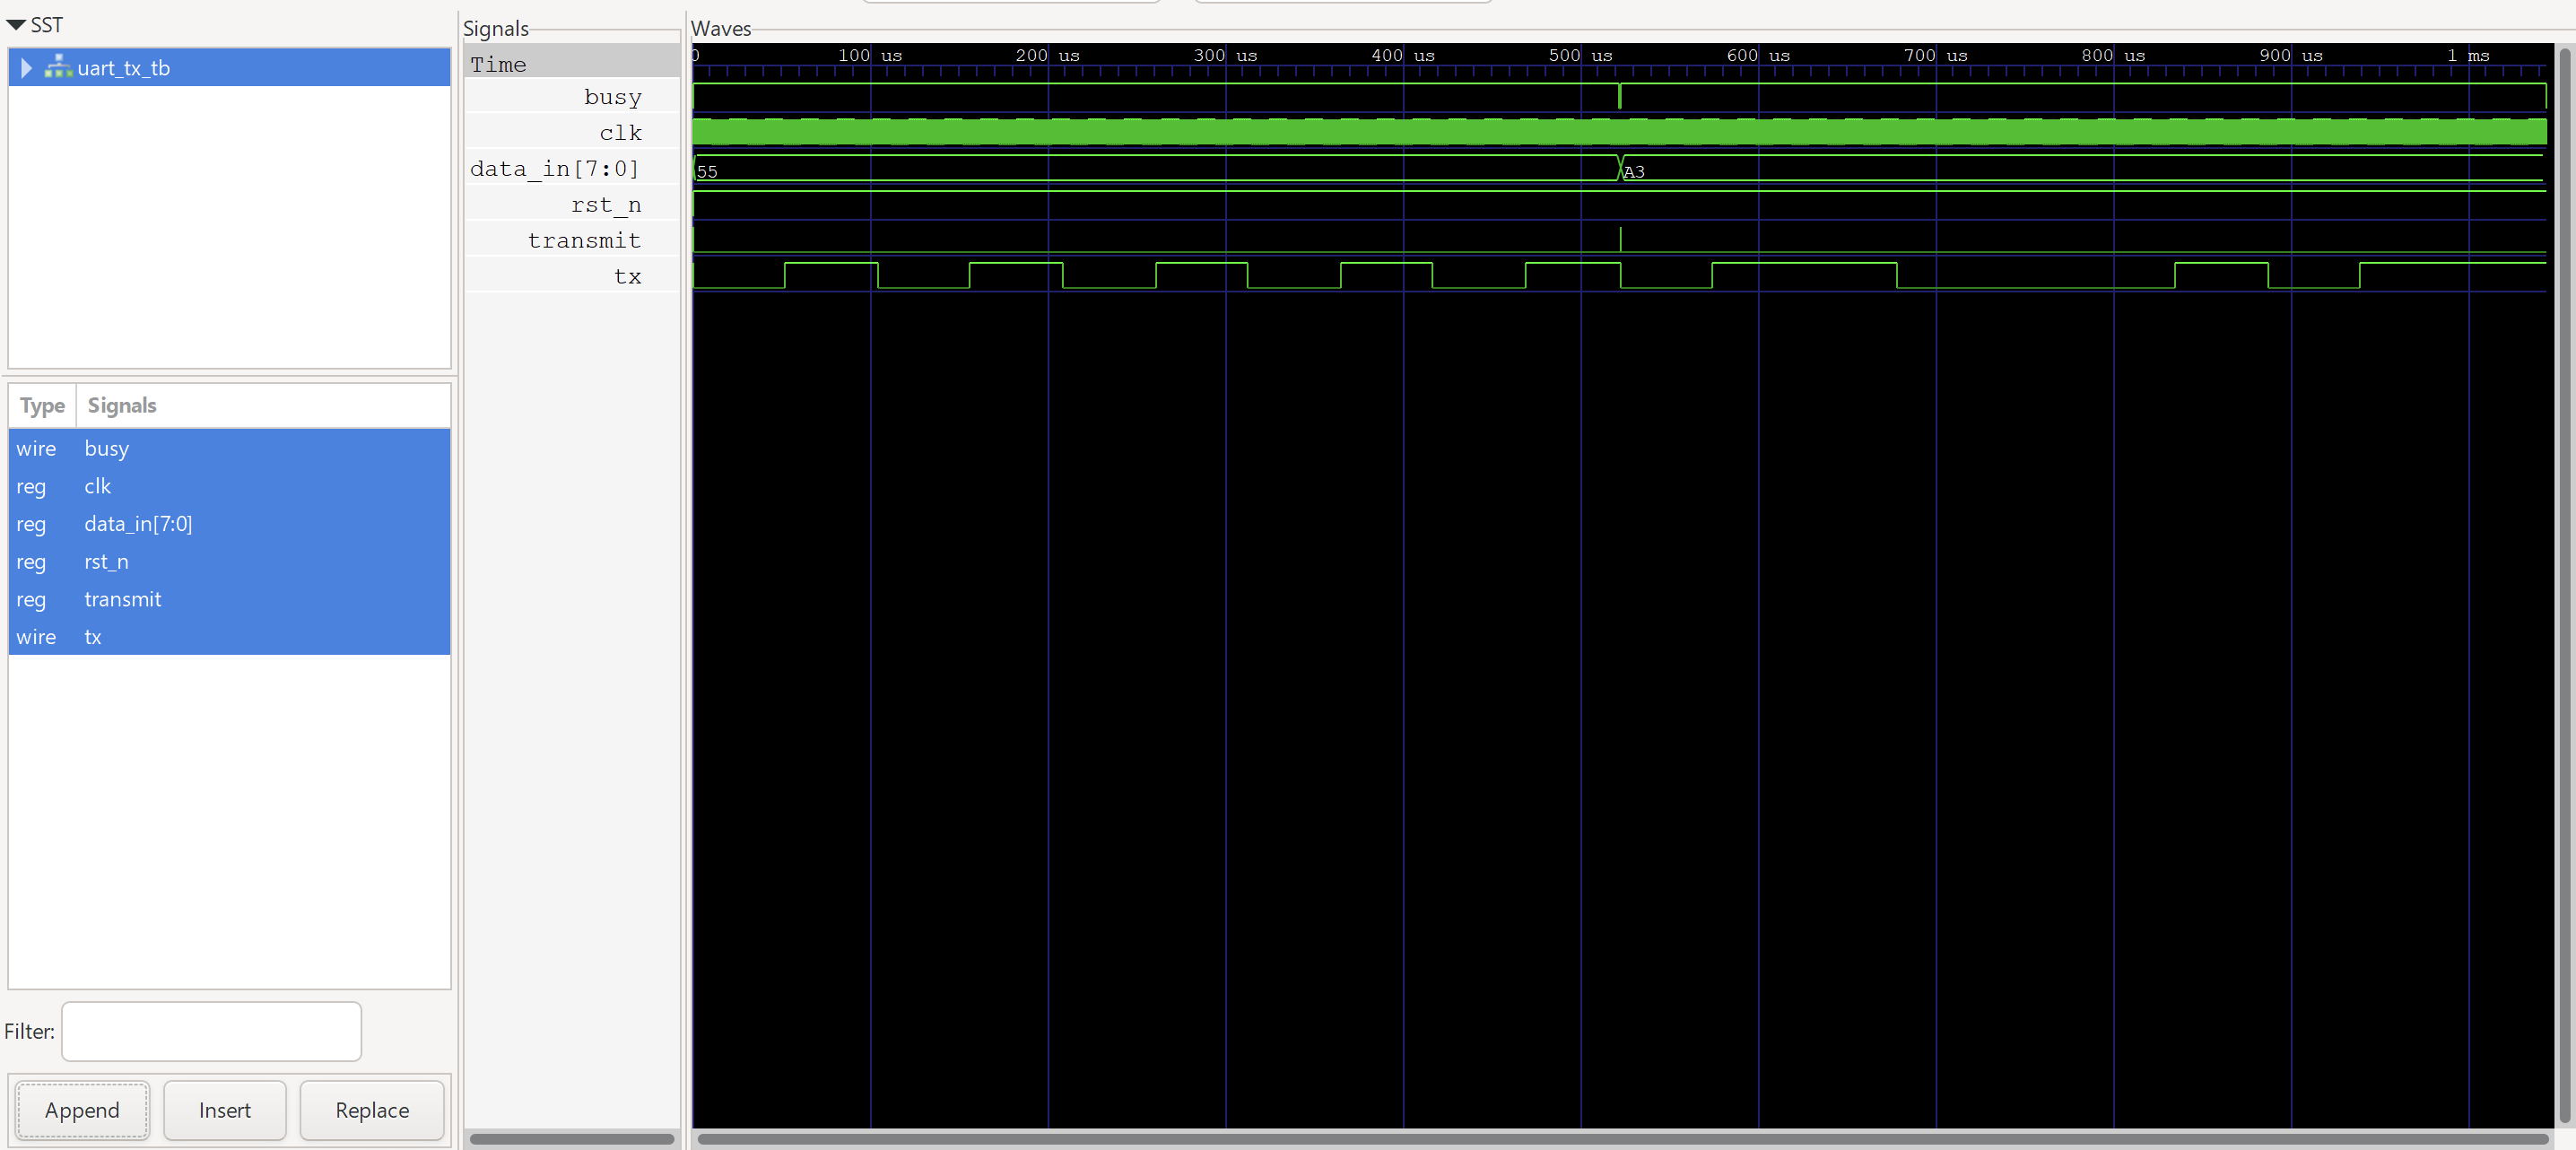 SST
uart_tx_tb
Type Signals
wire busy
reg clk
reg data_in[7:0]
reg rst_n
reg transmit
wire tx
Filter:
Append Insert Replace
Signals
Time
busy
clk
data_in[7:0]
rst_n
transmit
tx
Waves
0 100 us 200 us 300 us 400 us 500 us 600 us 700 us 800 us 900 us 1 ms
55 A3